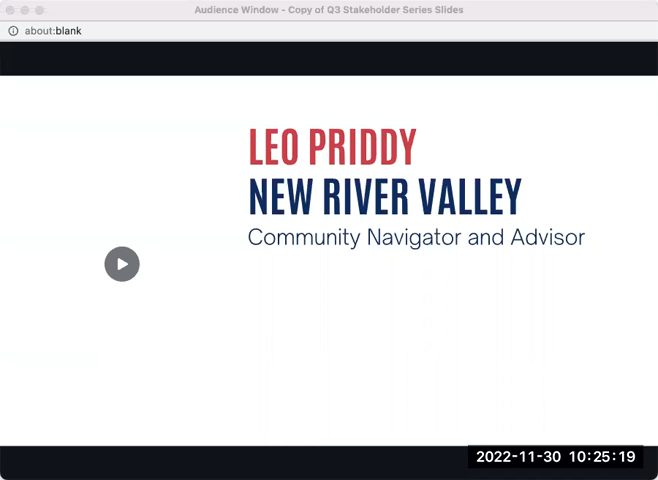 Audience Window - Copy of Q3 Stakeholder Series Slides
about:blank
LEO PRIDDY
NEW RIVER VALLEY
Community Navigator and Advisor
2022-11-30 10:25:19